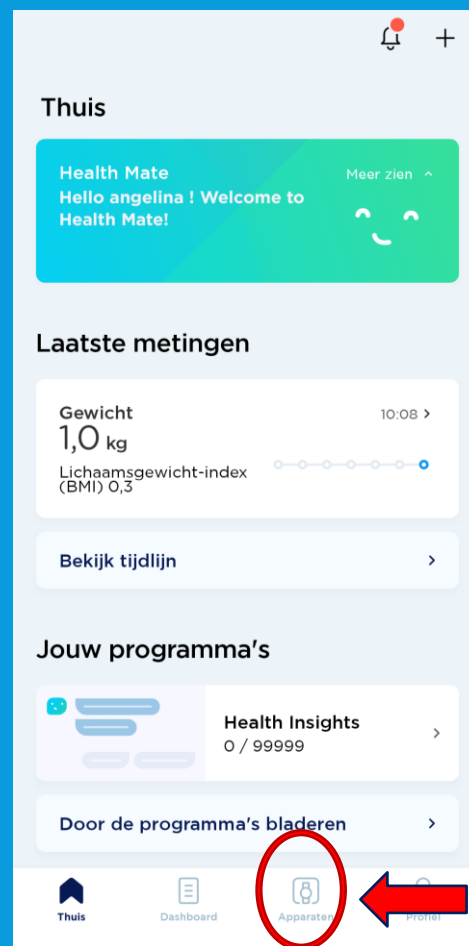 Thuis
Health Mate
Meer zien
Hello angelina ! Welcome to
Health Mate!
Laatste metingen
Gewicht
10:08
1,0 kg
Lichaamsgewicht-index
(BMI) 0,3
Bekijk tijdlijn
Jouw programma's
Health Insights
0 / 99999
Door de programma's bladeren
Thuis
Dashboard
Apparaten
Profiel